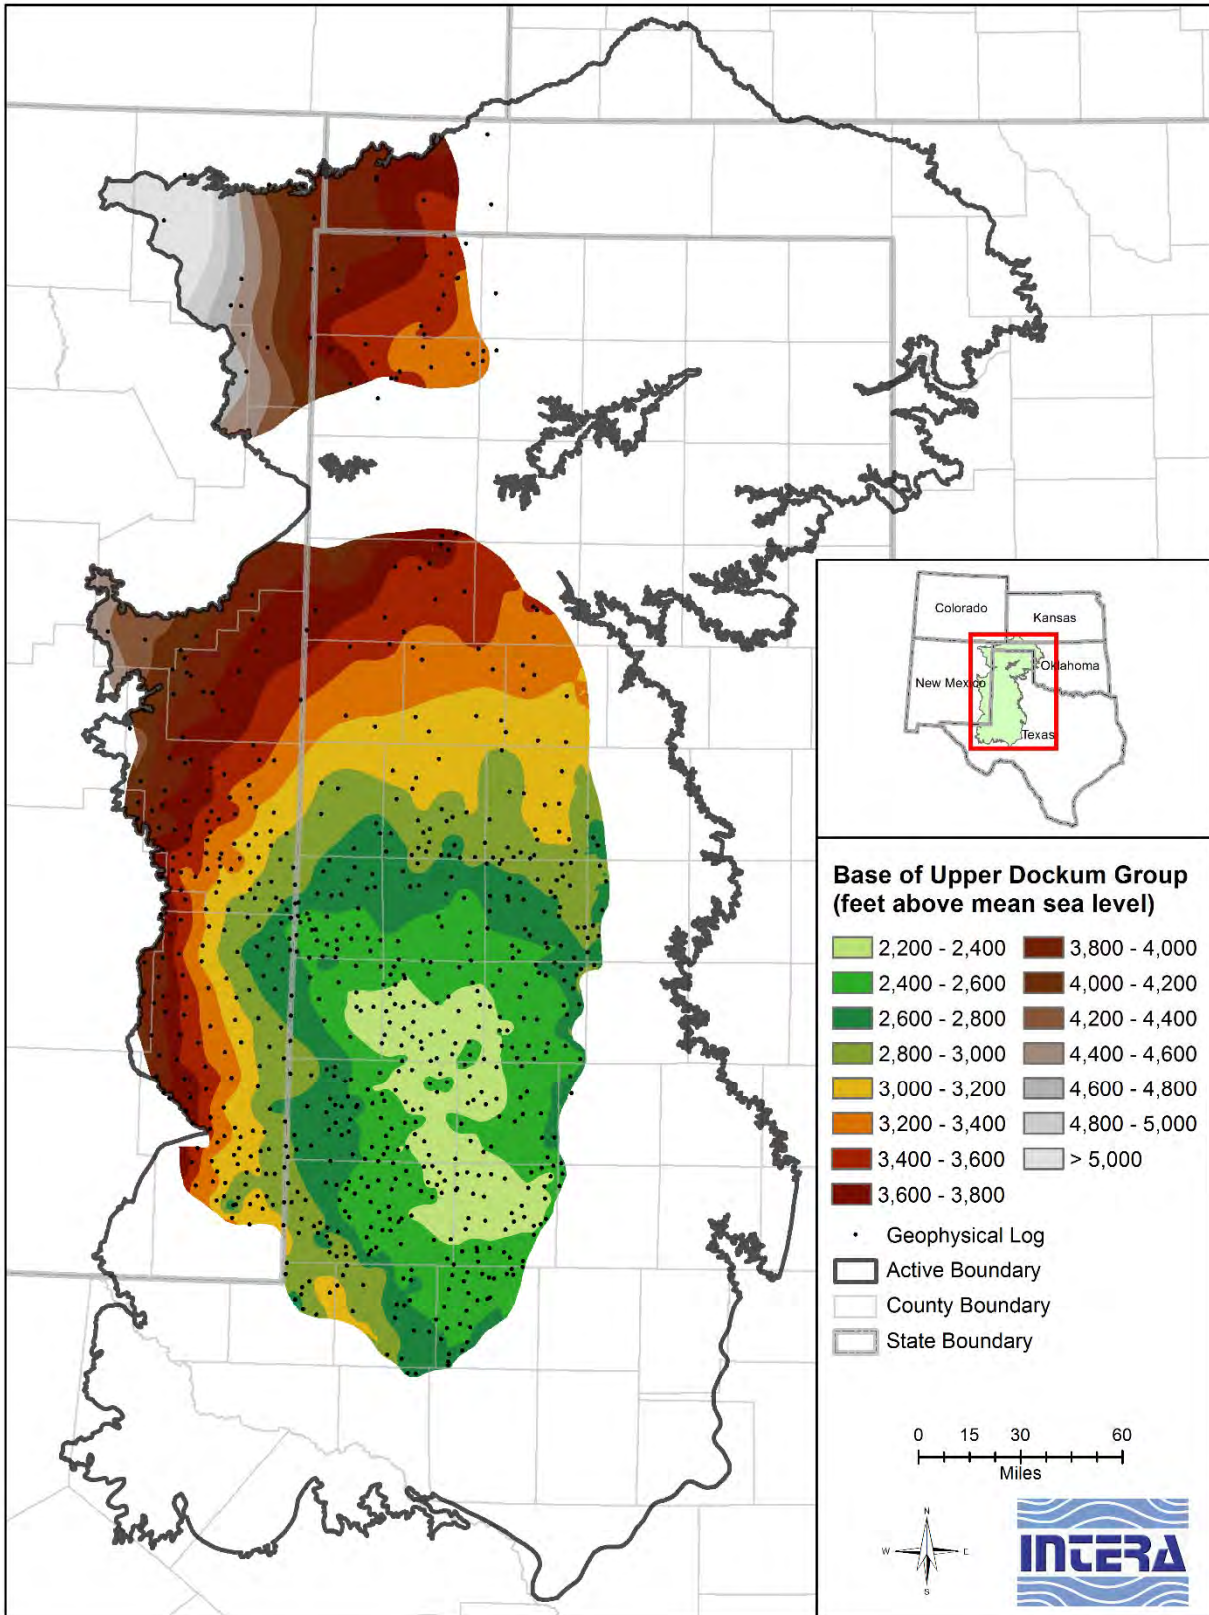 Colorado
Kansas
New Mexico
Oklahoma
Texas
Base of Upper Dockum Group
(feet above mean sea level)
2,200 - 2,400
2,400 - 2,600
2,600 - 2,800
2,800 - 3,000
3,000 - 3,200
3,200 - 3,400
3,400 - 3,600
3,600 - 3,800
3,800 - 4,000
4,000 - 4,200
4,200 - 4,400
4,400 - 4,600
4,600 - 4,800
4,800 - 5,000
> 5,000
Geophysical Log
Active Boundary
County Boundary
State Boundary
0 15 30 60
Miles
N
W E
S
INTERA